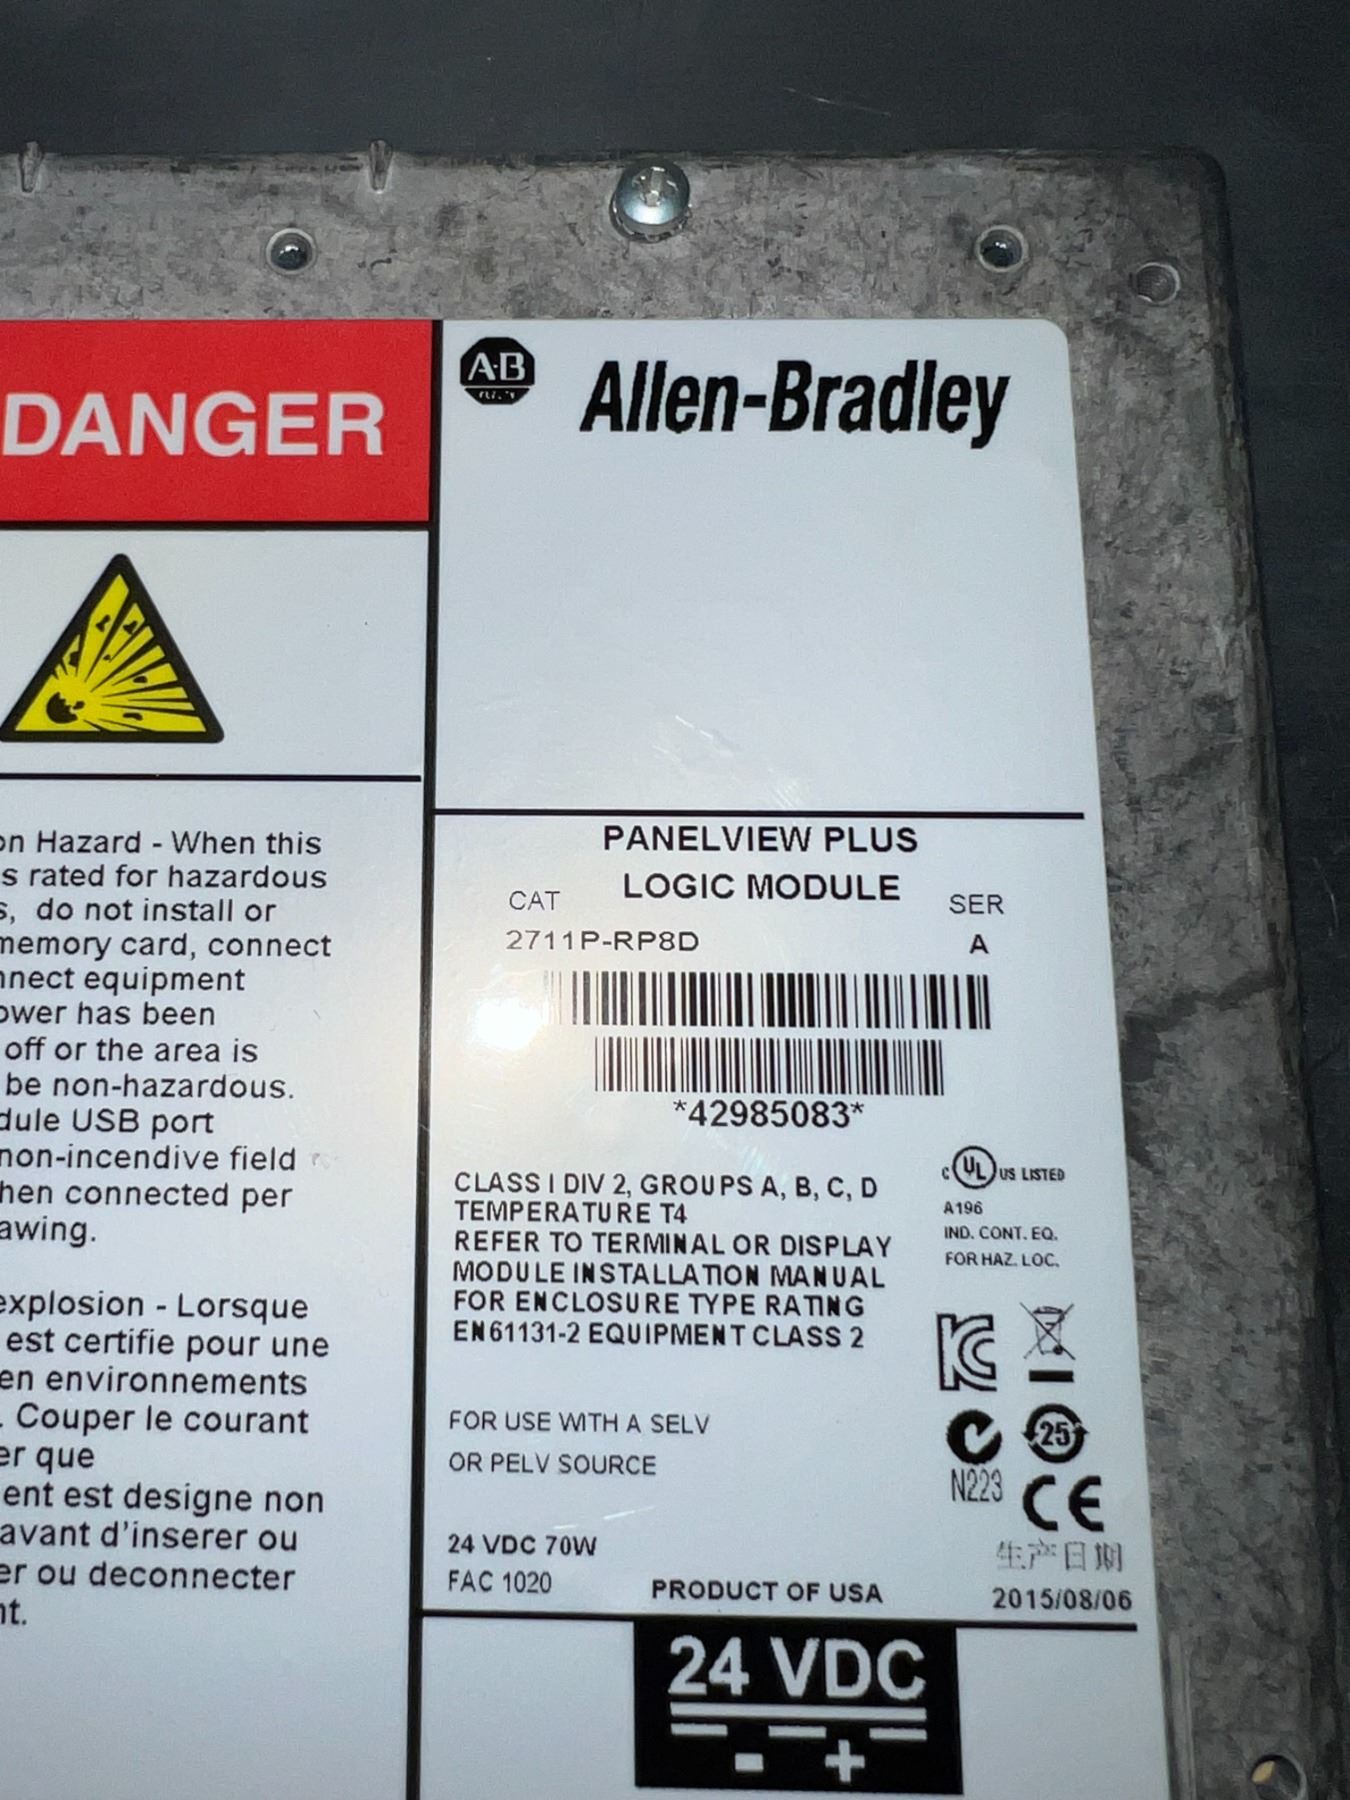 DANGER
A·B
Allen-Bradley
on Hazard - When this
s rated for hazardous
s, do not install or
memory card, connect
nnect equipment
ower has been
off or the area is
be non-hazardous.
dule USB port
non-incendive field
hen connected per
awing.
explosion - Lorsque
est certifie pour une
en environnements
. Couper le courant
er que
ent est designe non
avant d'inserer ou
er ou deconnecter
nt.
PANELVIEW PLUS
LOGIC MODULE
CAT SER
2711P-RP8D A
*42985083*
CLASS I DIV 2, GROUPS A, B, C, D
TEMPERATURE T4
REFER TO TERMINAL OR DISPLAY
MODULE INSTALLATION MANUAL
FOR ENCLOSURE TYPE RATING
EN61131-2 EQUIPMENT CLASS 2
C UL US LISTED
A196
IND. CONT. EQ.
FOR HAZ. LOC.
KC
25
N223
CE
FOR USE WITH A SELV
OR PELV SOURCE
24 VDC 70W
FAC 1020
PRODUCT OF USA
生产日期
2015/08/06
24 VDC
- +